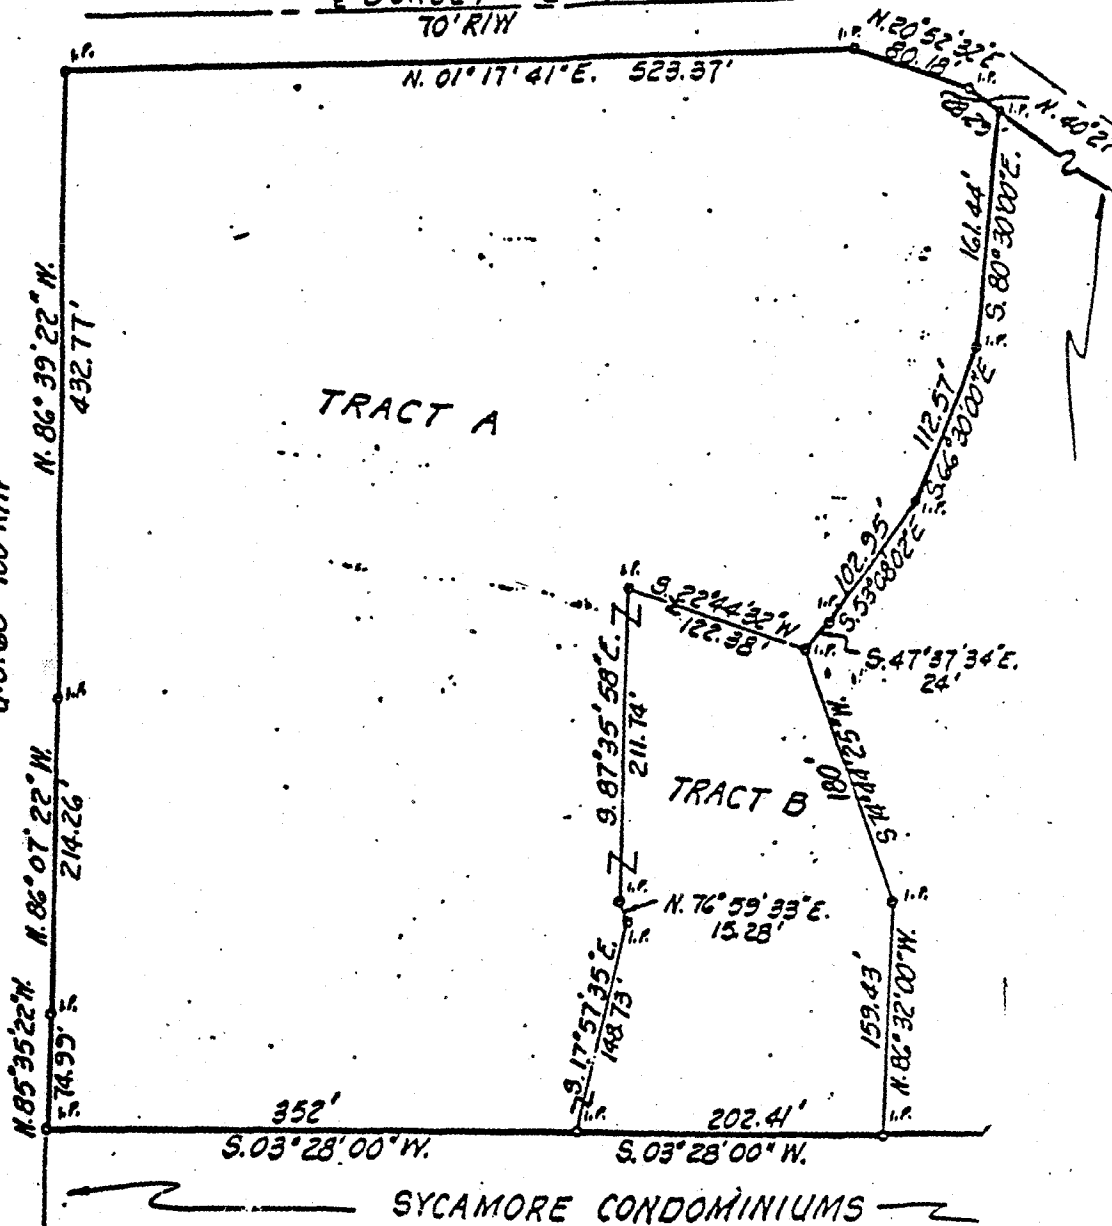 70' R/W
I.P.
N. 01° 17' 41" E. 523.37'
I.P.
N. 20° 52' 32" E
80.18'
I.P.
I.P.
161.44'
S. 80° 30' 00" E.
I.P.
112.57'
S. 66° 30' 00" E
I.P.
102.95'
S. 53° 08' 02" E
I.P.
S. 47° 37' 34" E.
24'
I.P.
N. 86° 39' 22" W.
432.77'
TRACT A
I.P.
S. 22° 44' 32" W
122.38'
S. 87° 35' 58" E.
211.74'
TRACT B
180'
S. 74° 44' 52" W.
I.P.
N. 86° 07' 22" W.
214.26'
I.P.
N. 76° 59' 33" E.
15.28'
I.P.
I.P.
159.43'
N. 86° 32' 00" W.
N. 85° 35' 22" W.
74.99'
I.P.
S. 17° 57' 35" E.
148.73'
I.P.
352'
I.P.
202.41'
I.P.
S. 03° 28' 00" W.
S. 03° 28' 00" W.
SYCAMORE CONDOMINIUMS